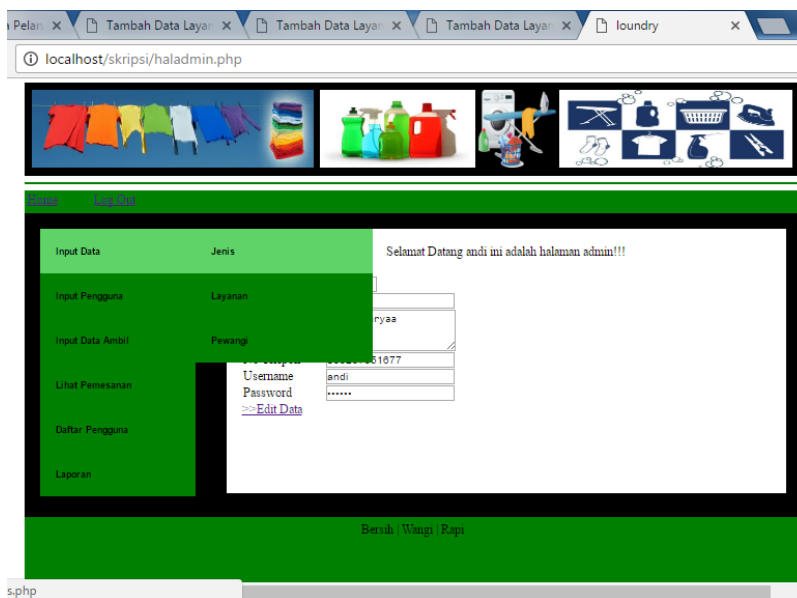 Pelan
Tambah Data Layan
Tambah Data Layan
Tambah Data Layan
loundry
localhost/skripsi/haladmin.php
Home Log Out
Input Data Jenis
Selamat Datang andi ini adalah halaman admin!!!
Input Pengguna Layanan
ryaa
Input Data Ambil Pewangi
51677
Username andi
Lihat Pemesanan
Password ••••••
>>Edit Data
Daftar Pengguna
Laporan
Bersih | Wangi | Rapi
s.php